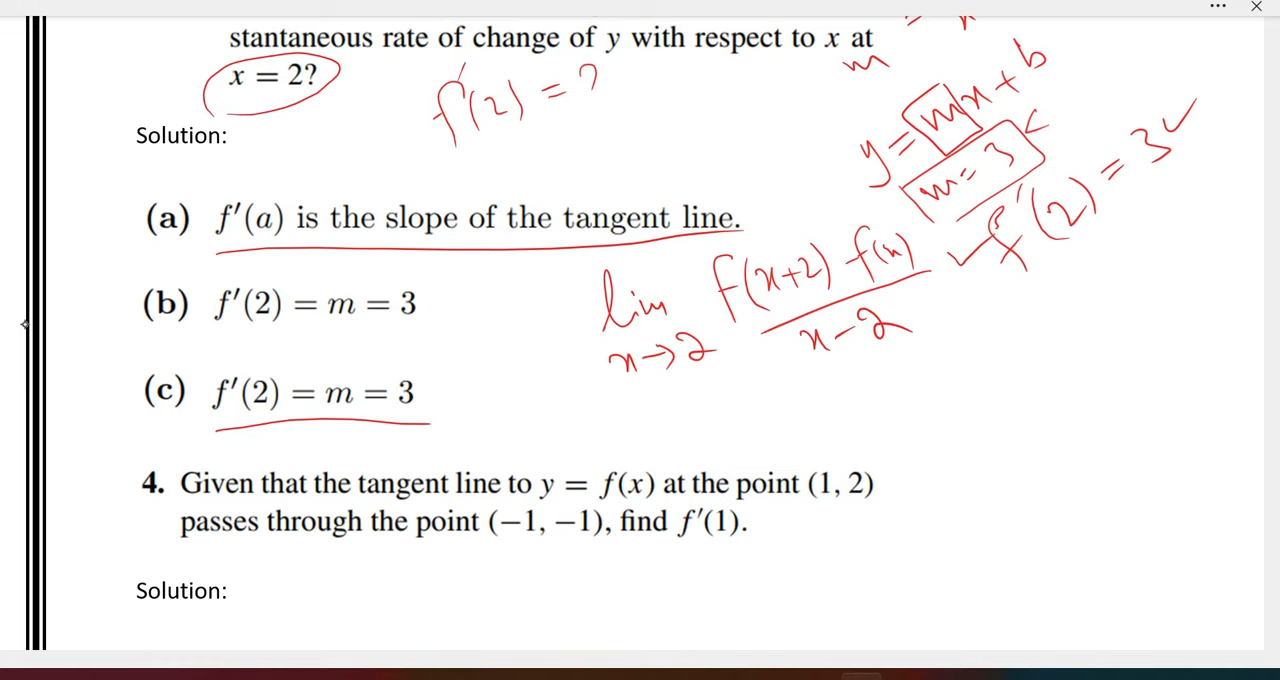 stantaneous rate of change of y with respect to x at
m
x = 2?
f'(2) = ?
y = mx + b
Solution:
m = 3
f'(2) = 3
(a) f′(a) is the slope of the tangent line.
lim x→2
f(x+2) f(x)
x-2
(b) f′(2) = m = 3
(c) f′(2) = m = 3
4. Given that the tangent line to y = f(x) at the point (1, 2)
passes through the point (−1, −1), find f′(1).
Solution: